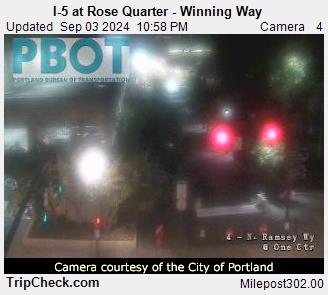 I-5 at Rose Quarter - Winning Way
Updated Sep 03 2024 10:58 PM Camera 4
PBOT
PORTLAND BUREAU OF TRANSPORTATION
4 - N. Ramsey Wy
@ One Ctr
Camera courtesy of the City of Portland
TripCheck.com Milepost302.00